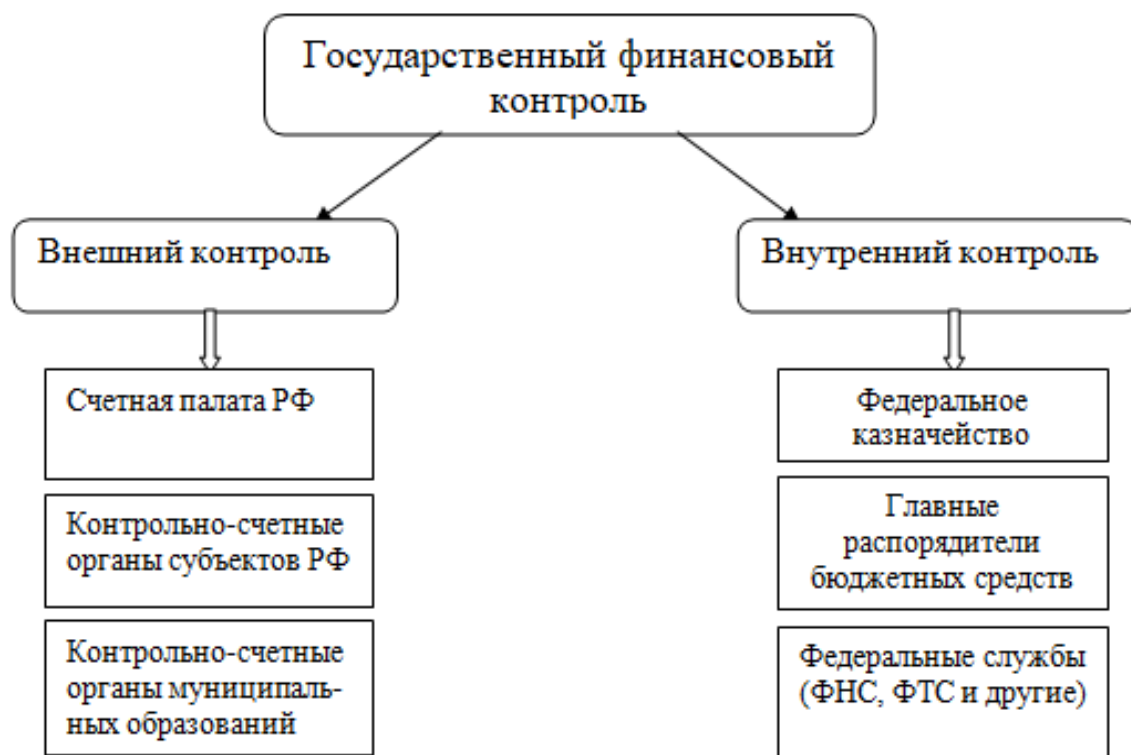 Государственный финансовый
контроль
Внешний контроль
Внутренний контроль
Счетная палата РФ
Контрольно-счетные
органы субъектов РФ
Контрольно-счетные
органы муниципаль-
ных образований
Федеральное
казначейство
Главные
распорядители
бюджетных средств
Федеральные службы
(ФНС, ФТС и другие)